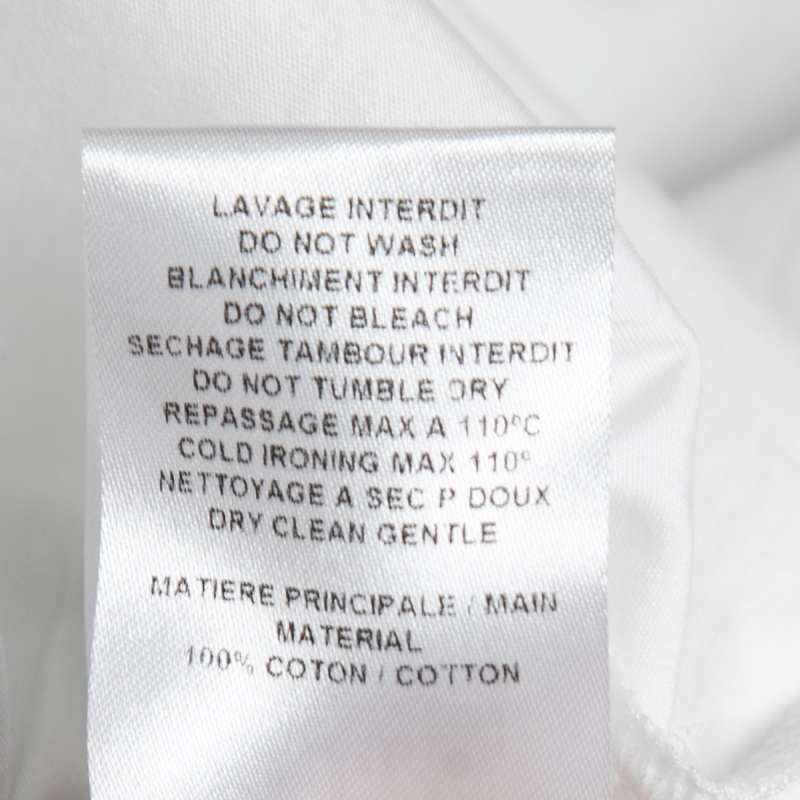 LAVAGE INTERDIT
DO NOT WASH
BLANCHIMENT INTERDIT
DO NOT BLEACH
SECHAGE TAMBOUR INTERDIT
DO NOT TUMBLE DRY
REPASSAGE MAX A 110°C
COLD IRONING MAX 110°
NETTOYAGE A SEC P DOUX
DRY CLEAN GENTLE
MATIERE PRINCIPALE / MAIN
MATERIAL
100% COTON / COTTON